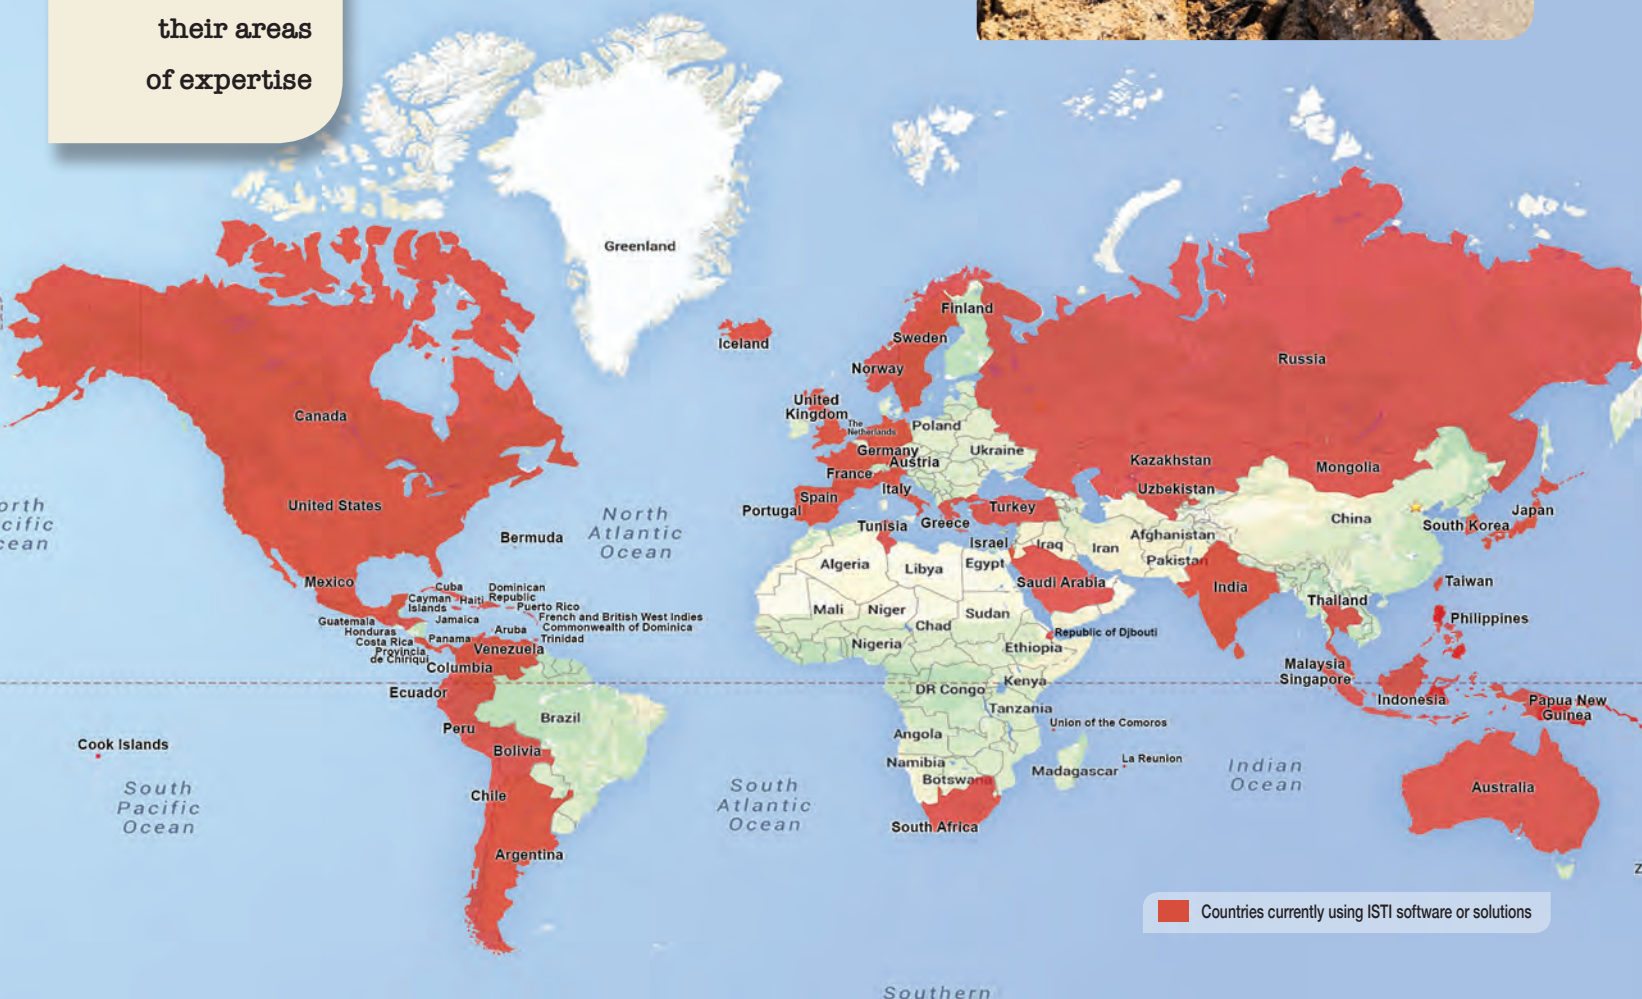 their areas
of expertise
Greenland
Iceland
Finland
Sweden
Norway
Russia
Canada
United
Kingdom
The
Netherlands
Poland
Germany
Ukraine
Austria
France
Kazakhstan
Mongolia
Italy
Uzbekistan
United States
Spain
Portugal
Turkey
Japan
orth
cific
cean
North
Atlantic
Ocean
Tunisia
Greece
China
South Korea
Bermuda
Israel
Iraq
Iran
Afghanistan
Pakistan
Algeria
Libya
Egypt
Saudi Arabia
India
Taiwan
Mexico
Cuba
Dominican
Republic
Cayman
Islands
Haiti
Puerto Rico
Jamaica
French and British West Indies
Commonwealth of Dominica
Guatemala
Honduras
Costa Rica
Provincia
de Chiriqui
Panama
Aruba
Trinidad
Venezuela
Columbia
Mali
Niger
Chad
Sudan
Thailand
Philippines
Republic of Djbouti
Nigeria
Ethiopia
Malaysia
Singapore
Ecuador
DR Congo
Kenya
Tanzania
Indonesia
Papua New
Guinea
Brazil
Peru
Union of the Comoros
Angola
Cook Islands
Bolivia
Namibia
Botswana
Madagascar
La Reunion
Indian
Ocean
South
Pacific
Ocean
Chile
South
Atlantic
Ocean
Australia
South Africa
Argentina
Z
Countries currently using ISTI software or solutions
Southern